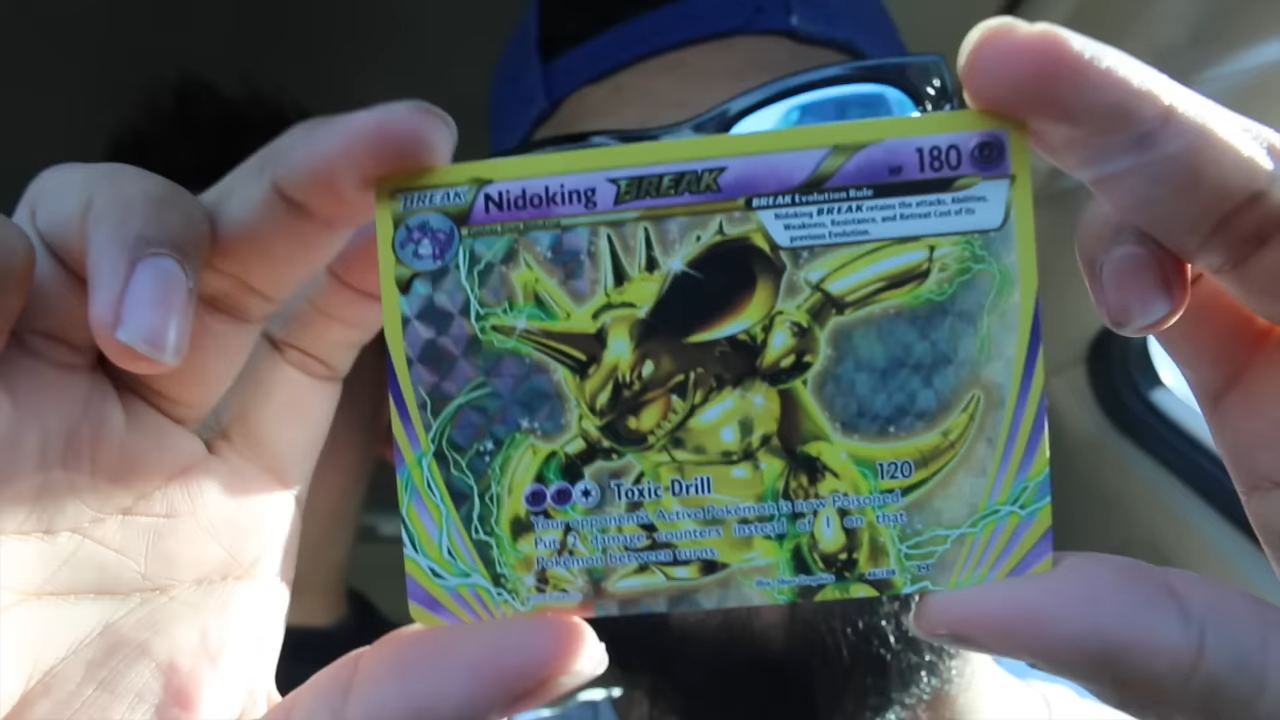 BREAK Nidoking BREAK HP 180
BREAK Evolution Rule
Nidoking BREAK retains the attacks, Abilities,
Weakness, Resistance, and Retreat Cost of its
previous Evolution.
Toxic Drill 120
Your opponent's Active Pokémon is now Poisoned.
Put 2 damage counters instead of 1 on that
Pokémon between turns.